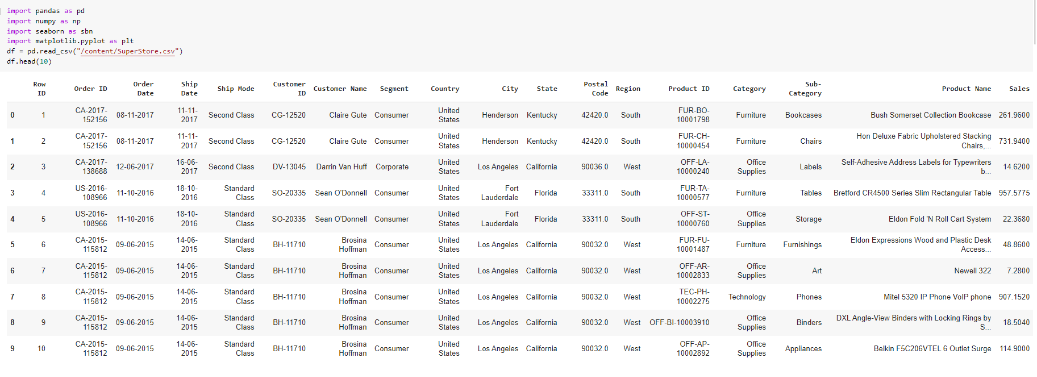 import pandas as pd
import numpy as np
import seaborn as sbn
import matplotlib.pyplot as plt
df = pd.read_csv("/content/SuperStore.csv")
df.head(10)
Row ID Order ID Order Date Ship Date Ship Mode Customer ID Customer Name Segment Country City State Postal Code Region Product ID Category Sub-Category Product Name Sales
0 1 CA-2017-152156 08-11-2017 11-11-2017 Second Class CG-12520 Claire Gute Consumer United States Henderson Kentucky 42420.0 South FUR-BO-10001798 Furniture Bookcases Bush Somerset Collection Bookcase 261.9600
1 2 CA-2017-152156 08-11-2017 11-11-2017 Second Class CG-12520 Claire Gute Consumer United States Henderson Kentucky 42420.0 South FUR-CH-10000454 Furniture Chairs Hon Deluxe Fabric Upholstered Stacking Chairs,... 731.9400
2 3 CA-2017-138688 12-06-2017 16-06-2017 Second Class DV-13045 Darrin Van Huff Corporate United States Los Angeles California 90036.0 West OFF-LA-10000240 Office Supplies Labels Self-Adhesive Address Labels for Typewriters b... 14.6200
3 4 US-2016-108966 11-10-2016 18-10-2016 Standard Class SO-20335 Sean O'Donnell Consumer United States Fort Lauderdale Florida 33311.0 South FUR-TA-10000577 Furniture Tables Bretford CR4500 Series Slim Rectangular Table 957.5775
4 5 US-2016-108966 11-10-2016 18-10-2016 Standard Class SO-20335 Sean O'Donnell Consumer United States Fort Lauderdale Florida 33311.0 South OFF-ST-10000760 Office Supplies Storage Eldon Fold 'N Roll Cart System 22.3680
5 6 CA-2015-115812 09-06-2015 14-06-2015 Standard Class BH-11710 Brosina Hoffman Consumer United States Los Angeles California 90032.0 West FUR-FU-10001487 Furniture Furnishings Eldon Expressions Wood and Plastic Desk Access... 48.8600
6 7 CA-2015-115812 09-06-2015 14-06-2015 Standard Class BH-11710 Brosina Hoffman Consumer United States Los Angeles California 90032.0 West OFF-AR-10002833 Office Supplies Art Newell 322 7.2800
7 8 CA-2015-115812 09-06-2015 14-06-2015 Standard Class BH-11710 Brosina Hoffman Consumer United States Los Angeles California 90032.0 West TEC-PH-10002275 Technology Phones Mitel 5320 IP Phone VoIP phone 907.1520
8 9 CA-2015-115812 09-06-2015 14-06-2015 Standard Class BH-11710 Brosina Hoffman Consumer United States Los Angeles California 90032.0 West OFF-BI-10003910 Office Supplies Binders DXL Angle-View Binders with Locking Rings by S... 18.5040
9 10 CA-2015-115812 09-06-2015 14-06-2015 Standard Class BH-11710 Brosina Hoffman Consumer United States Los Angeles California 90032.0 West OFF-AP-10002892 Office Supplies Appliances Belkin F5C206VTEL 6 Outlet Surge 114.9000